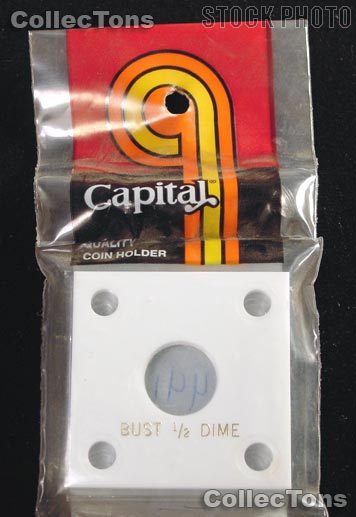 CollecTons
STOCK PHOTO
Capital
QUALITY
COIN HOLDER
BUST 1/2 DIME
CollecTons